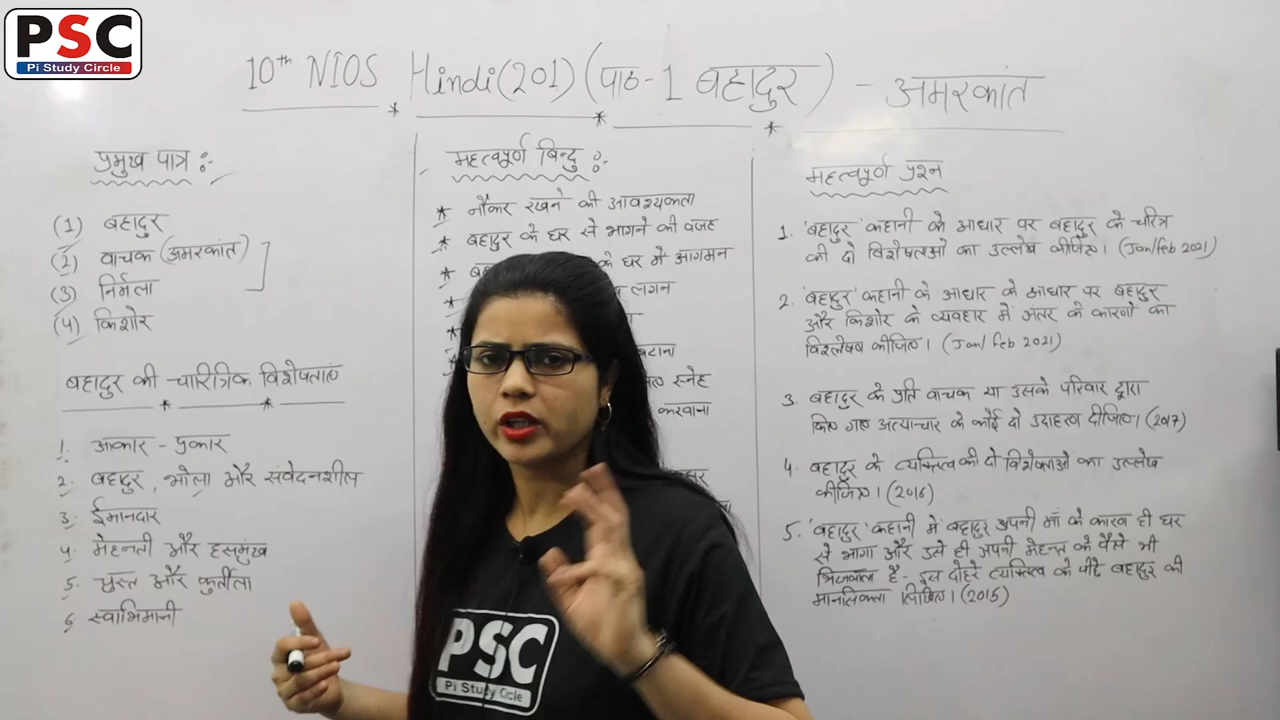 PSC
Pi Study Circle
10th NIOS Hindi (201) (पाठ-1 बहादुर) - अमरकांत
प्रमुख पात्र :-
(1) बहादुर
(2) वाचक (अमरकांत)
(3) निर्मला
(4) किशोर
बहादुर की चारित्रिक विशेषताएं
1. आकार - प्रकार
2. बहादुर, भोला और संवेदनशील
3. ईमानदार
4. मेहनती और हसमुंख
5. चुस्त और फुर्तीला
6. स्वाभिमानी
महत्वपूर्ण बिन्दु :-
* नौकर रखने की आवश्यकता
* बहादुर के घर से भागने की वजह
* के घर में आगमन
* लगन
*
स्नेह
करवाना
महत्वपूर्ण प्रश्न
1. 'बहादुर' कहानी के आधार पर बहादुर के चरित्र
की दो विशेषताओं का उल्लेख कीजिए। (Jan/Feb 2021)
2. 'बहादुर' कहानी के आधार के आधार पर बहादुर
और किशोर के व्यवहार में अंतर के कारणों का
विश्लेषण कीजिए। (Jan/Feb 2021)
3. बहादुर के प्रति वाचक या उसके परिवार द्वारा
किए गए अत्याचार के कोई दो उदाहरण दीजिए। (2017)
4. बहादुर के व्यक्तित्व की दो विशेषताओं का उल्लेख
कीजिए। (2016)
5. 'बहादुर' कहानी में बहादुर अपनी माँ के कारण ही घर
से भागा और उसे ही अपनी मेहनत के पैसे भी
भिजवाता है - इस दोहरे व्यक्तित्व के पीछे बहादुर की
मानसिकता लिखिए। (2015)
PSC
Pi Study Circle